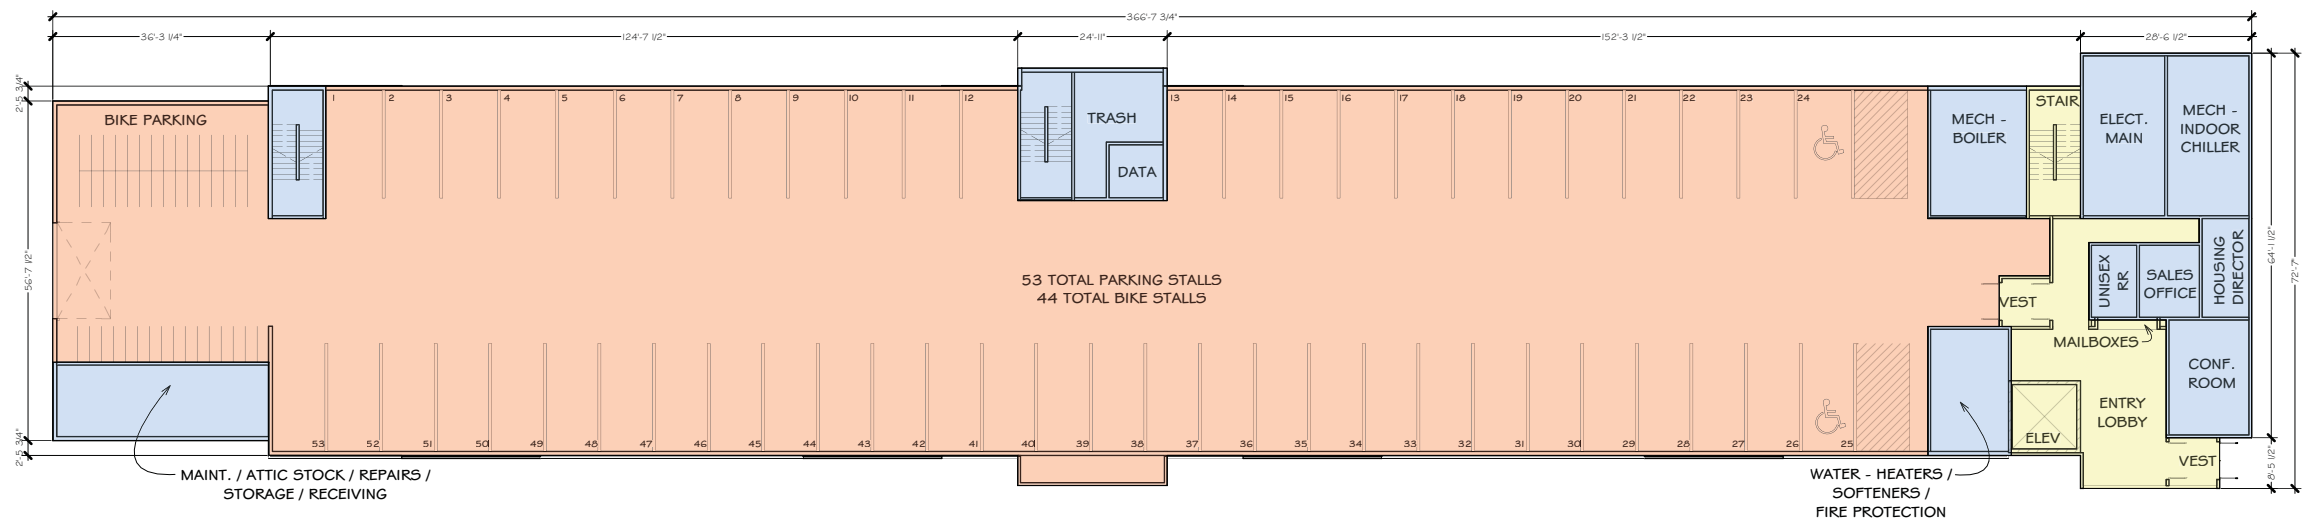 366'-7 3/4"
36'-3 1/4"
124'-7 1/2"
24'-11"
152'-3 1/2"
28'-6 1/2"
2'-5 3/4"
56'-7 1/2"
2'-5 3/4"
BIKE PARKING
1 2 3 4 5 6 7 8 9 10 11 12
TRASH
DATA
13 14 15 16 17 18 19 20 21 22 23 24
MECH -
BOILER
STAIR
ELECT.
MAIN
MECH -
INDOOR
CHILLER
53 TOTAL PARKING STALLS
44 TOTAL BIKE STALLS
VEST
UNISEX
RR
SALES
OFFICE
HOUSING
DIRECTOR
MAILBOXES
CONF.
ROOM
ENTRY
LOBBY
ELEV
VEST
64'-1 1/2"
72'-7"
8'-5 1/2"
53 52 51 50 49 48 47 46 45 44 43 42 41 40 39 38 37 36 35 34 33 32 31 30 29 28 27 26 25
MAINT. / ATTIC STOCK / REPAIRS /
STORAGE / RECEIVING
WATER - HEATERS /
SOFTENERS /
FIRE PROTECTION